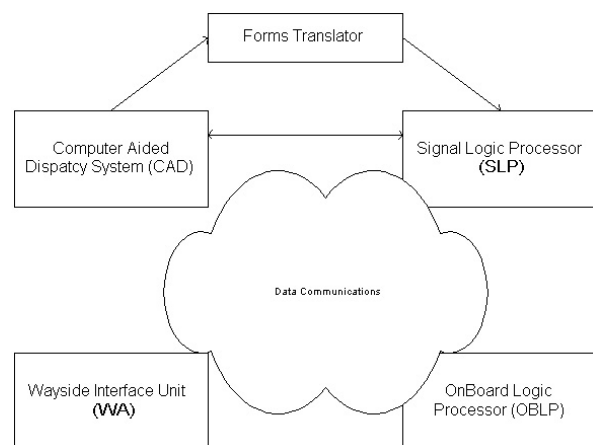 Forms Translator
Computer Aided
Dispatcy System (CAD)
Signal Logic Processor
(SLP)
Data Communications
Wayside Interface Unit
(WA)
OnBoard Logic
Processor (OBLP)